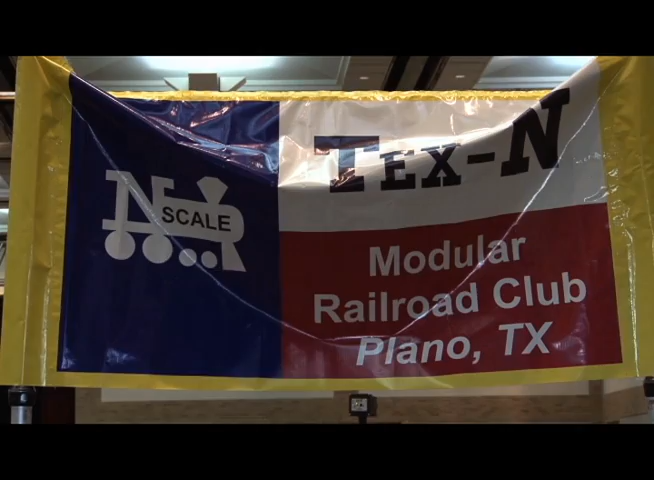 N SCALE
TEX-N
Modular
Railroad Club
Plano, TX